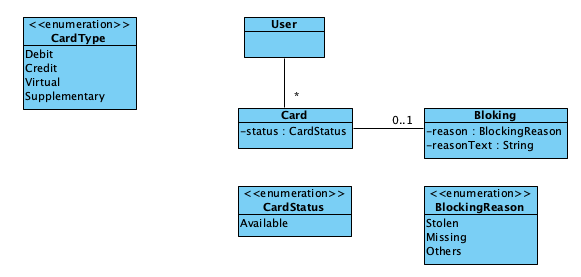 <<enumeration>>
CardType
Debit
Credit
Virtual
Supplementary
User
*
Card
-status : CardStatus
0..1
Bloking
-reason : BlockingReason
-reasonText : String
<<enumeration>>
CardStatus
Available
<<enumeration>>
BlockingReason
Stolen
Missing
Others